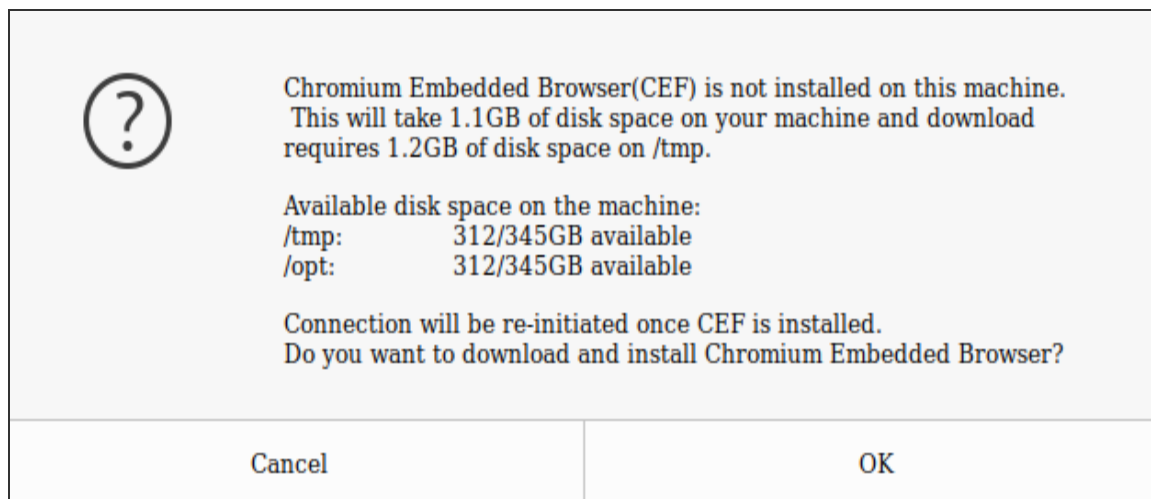 ?
Chromium Embedded Browser(CEF) is not installed on this machine.
This will take 1.1GB of disk space on your machine and download
requires 1.2GB of disk space on /tmp.
Available disk space on the machine:
/tmp: 312/345GB available
/opt: 312/345GB available
Connection will be re-initiated once CEF is installed.
Do you want to download and install Chromium Embedded Browser?
Cancel OK